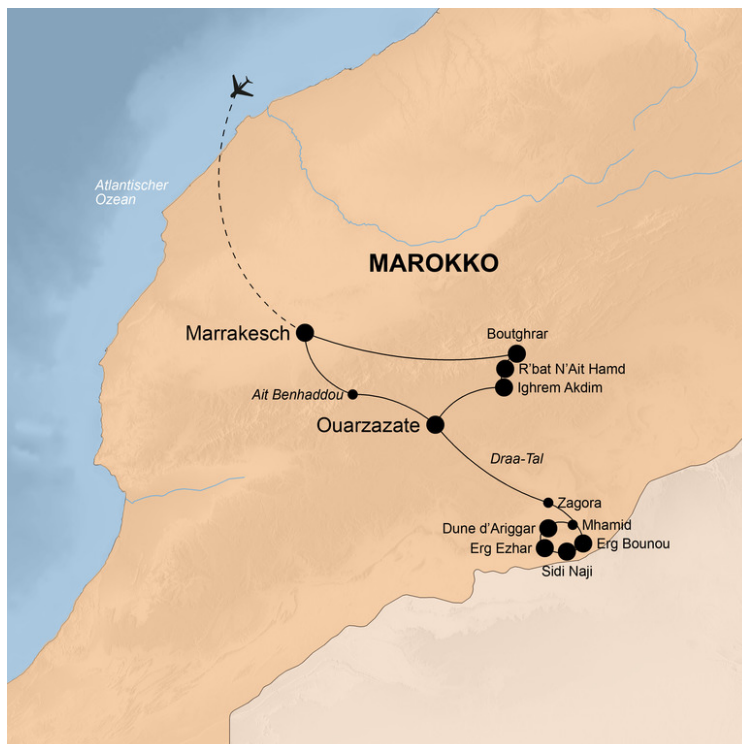 Atlantischer
Ozean
MAROKKO
Marrakesch
Boutghrar
R'bat N'Ait Hamd
Ighrem Akdim
Ait Benhaddou
Ouarzazate
Draa-Tal
Zagora
Mhamid
Dune d'Ariggar
Erg Ezhar
Erg Bounou
Sidi Naji